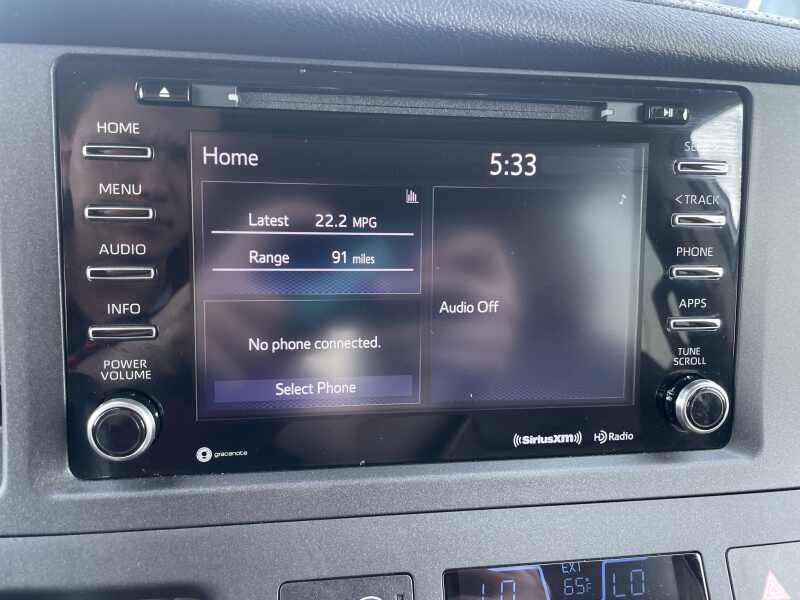 HOME
MENU
AUDIO
INFO
POWER
VOLUME
Home
5:33
Latest 22.2 MPG
Range 91 miles
No phone connected.
Select Phone
Audio Off
<TRACK
PHONE
APPS
TUNE
SCROLL
gracenote
((SiriusXM))
HD Radio
EXT
LO 65°F LO